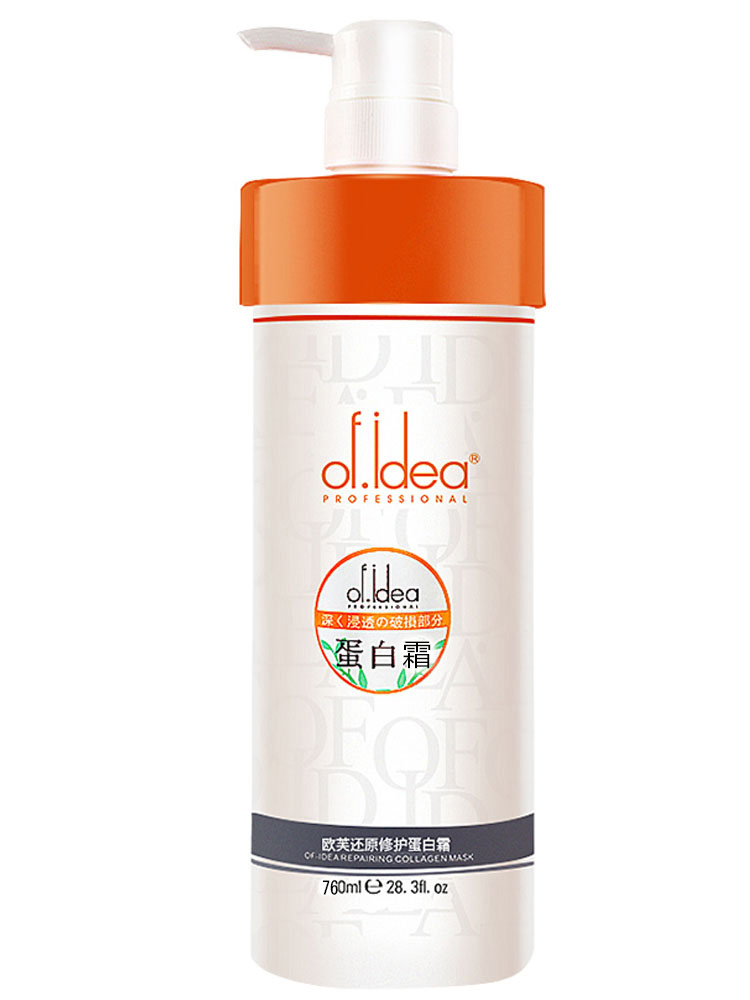 of.idea®
PROFESSIONAL
of.idea
PROFESSIONAL
深く浸透の破損部分
蛋白霜
欧芙还原修护蛋白霜
OF-IDEA REPAIRING COLLAGEN MASK
760ml ℮ 28. 3fl. oz